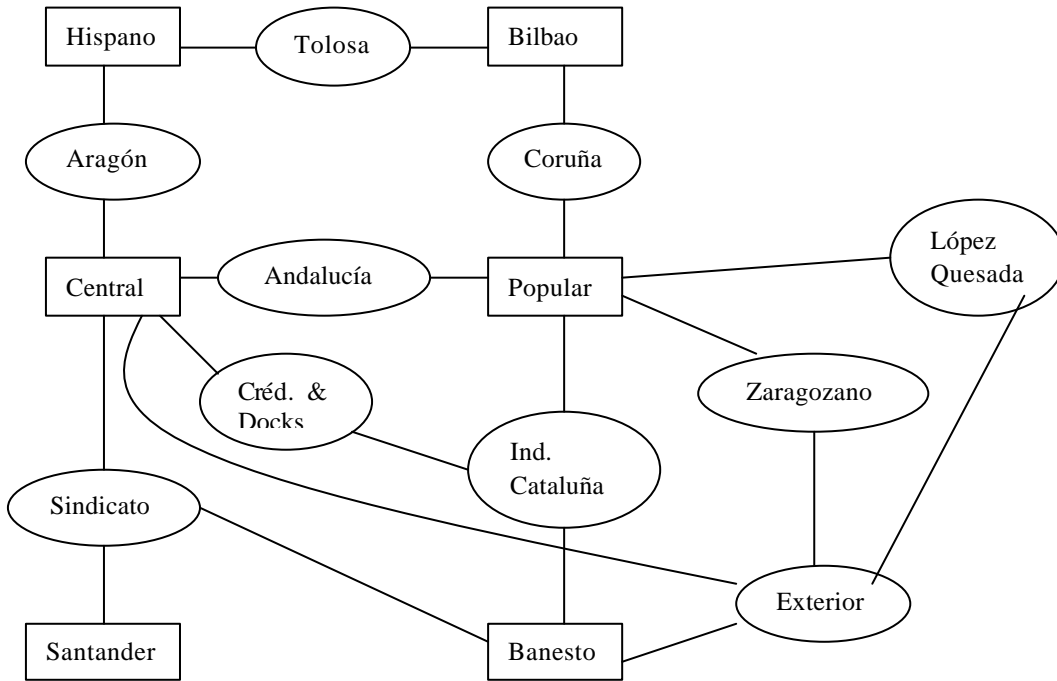 Hispano
Tolosa
Bilbao
Aragón
Coruña
López
Quesada
Central
Andalucía
Popular
Créd. &
Docks
Zaragozano
Ind.
Cataluña
Sindicato
Exterior
Santander
Banesto